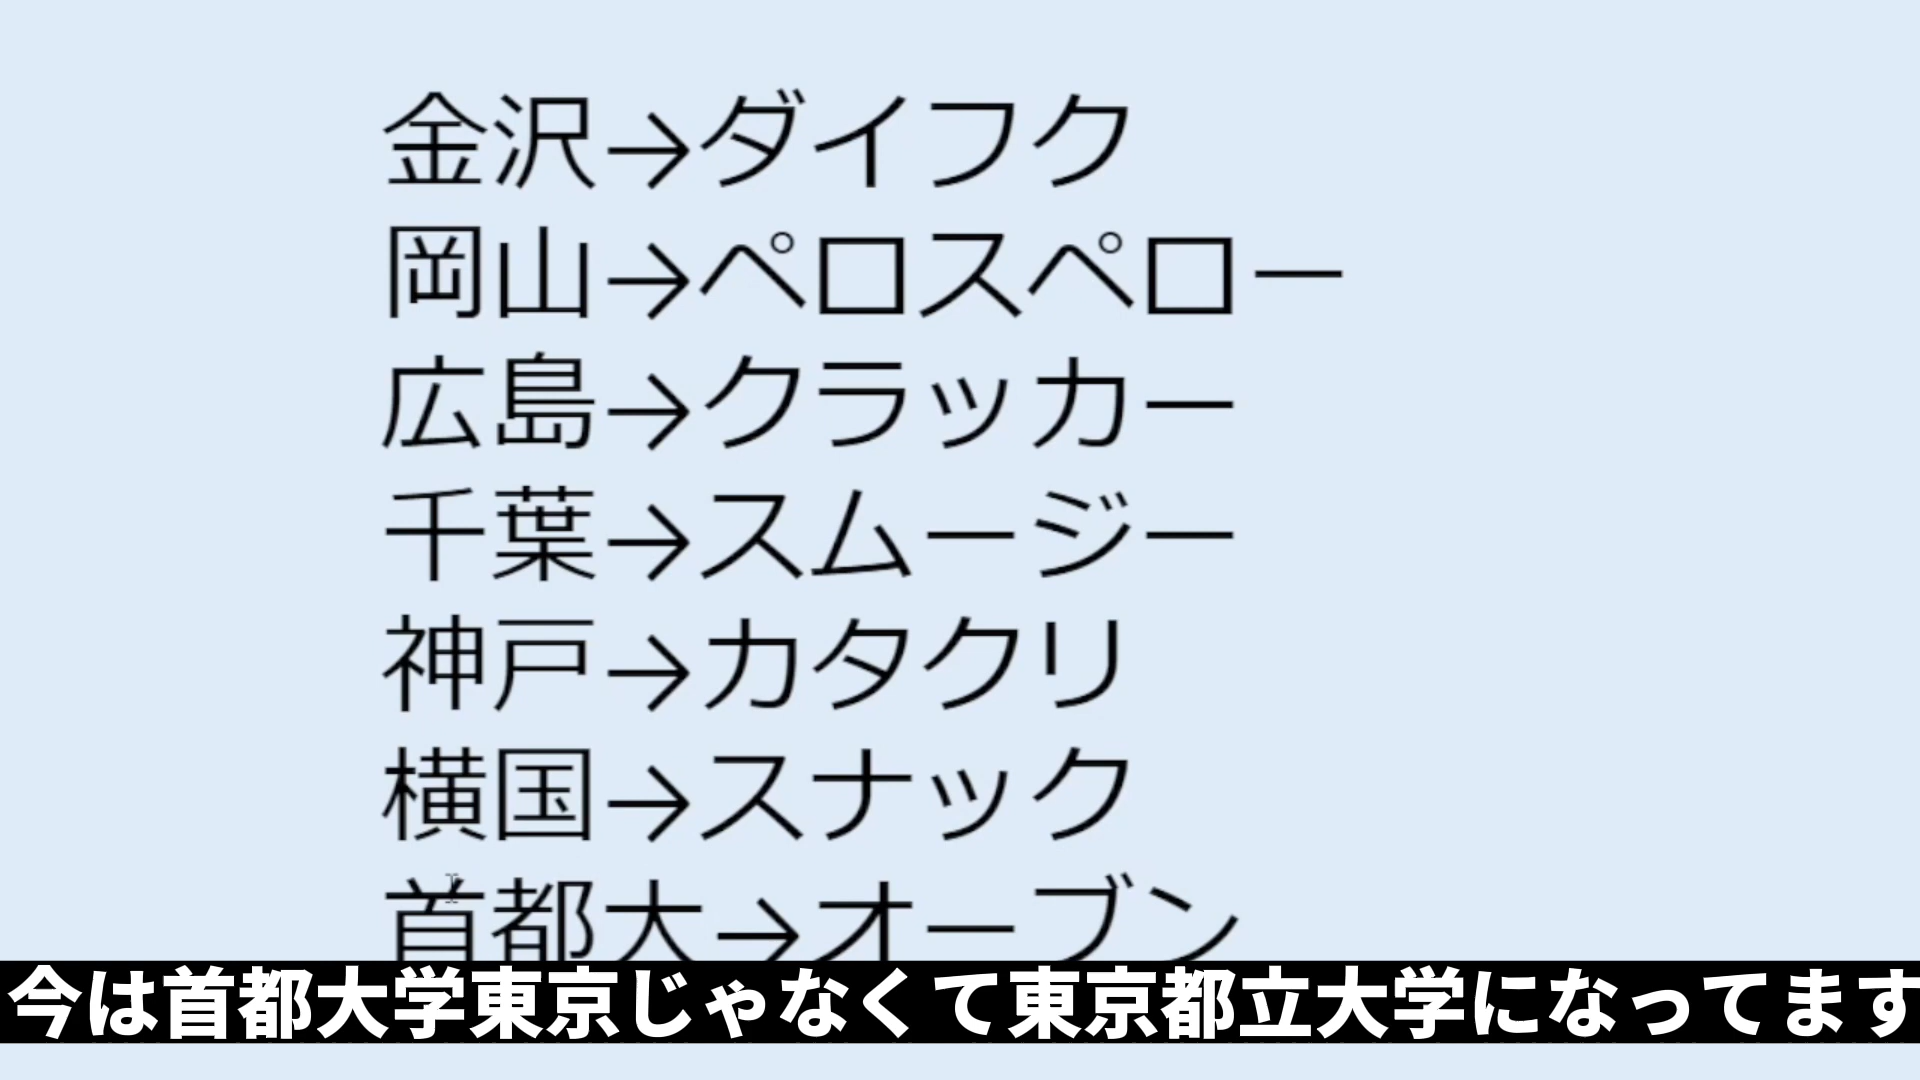 金沢→ダイフク
岡山→ペロスペロー
広島→クラッカー
千葉→スムージー
神戸→カタクリ
横国→スナック
首都大→オーブン
今は首都大学東京じゃなくて東京都立大学になってます